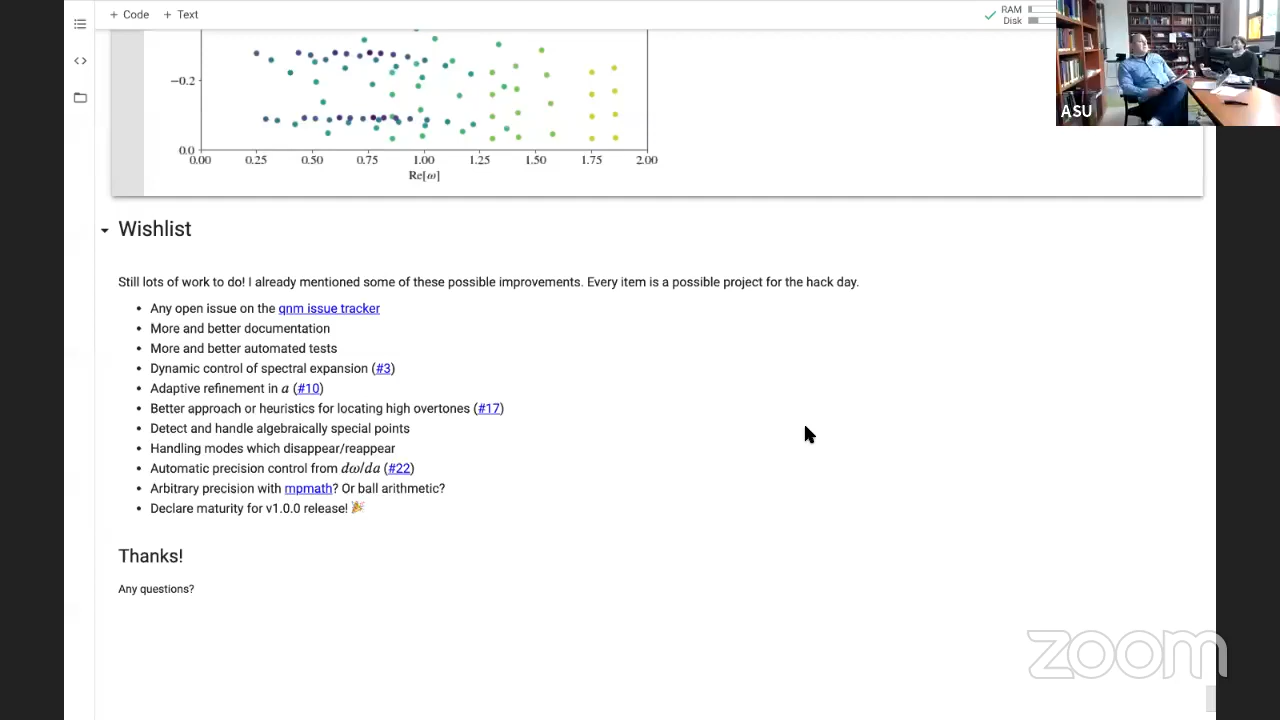 + Code + Text
RAM
Disk
ASU
−0.2
0.0
0.00 0.25 0.50 0.75 1.00 1.25 1.50 1.75 2.00
Re[ω]
Wishlist
Still lots of work to do! I already mentioned some of these possible improvements. Every item is a possible project for the hack day.
• Any open issue on the qnm issue tracker
• More and better documentation
• More and better automated tests
• Dynamic control of spectral expansion (#3)
• Adaptive refinement in a (#10)
• Better approach or heuristics for locating high overtones (#17)
• Detect and handle algebraically special points
• Handling modes which disappear/reappear
• Automatic precision control from dω/da (#22)
• Arbitrary precision with mpmath? Or ball arithmetic?
• Declare maturity for v1.0.0 release! 🎉
Thanks!
Any questions?
zoom